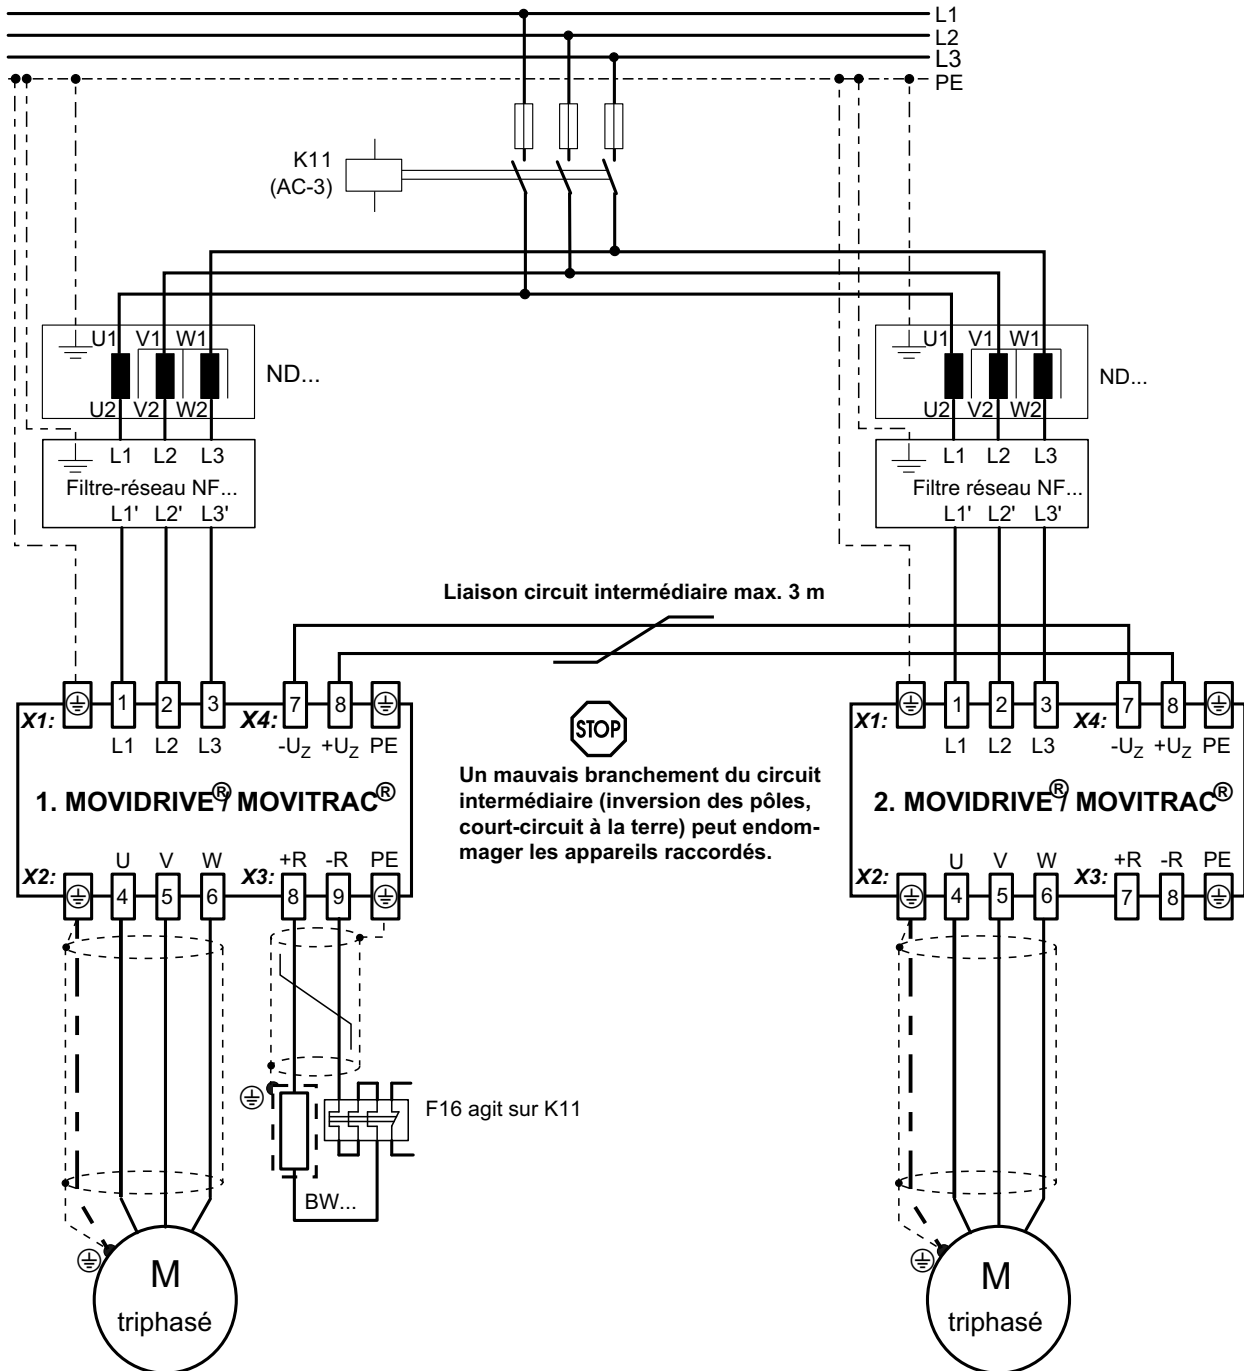 L1
L2
L3
PE
K11
(AC-3)
U1 V1 W1
ND...
U2 V2 W2
L1 L2 L3
Filtre-réseau NF...
L1' L2' L3'
U1 V1 W1
ND...
U2 V2 W2
L1 L2 L3
Filtre réseau NF...
L1' L2' L3'
Liaison circuit intermédiaire max. 3 m
X1: 1 2 3 X4: 7 8
L1 L2 L3 -UZ +UZ PE
1. MOVIDRIVE®/ MOVITRAC®
U V W +R -R PE
X2: 4 5 6 X3: 8 9
STOP
Un mauvais branchement du circuit
intermédiaire (inversion des pôles,
court-circuit à la terre) peut endom-
mager les appareils raccordés.
X1: 1 2 3 X4: 7 8
L1 L2 L3 -UZ +UZ PE
2. MOVIDRIVE®/ MOVITRAC®
U V W +R -R PE
X2: 4 5 6 X3: 7 8
F16 agit sur K11
BW...
M
triphasé
M
triphasé